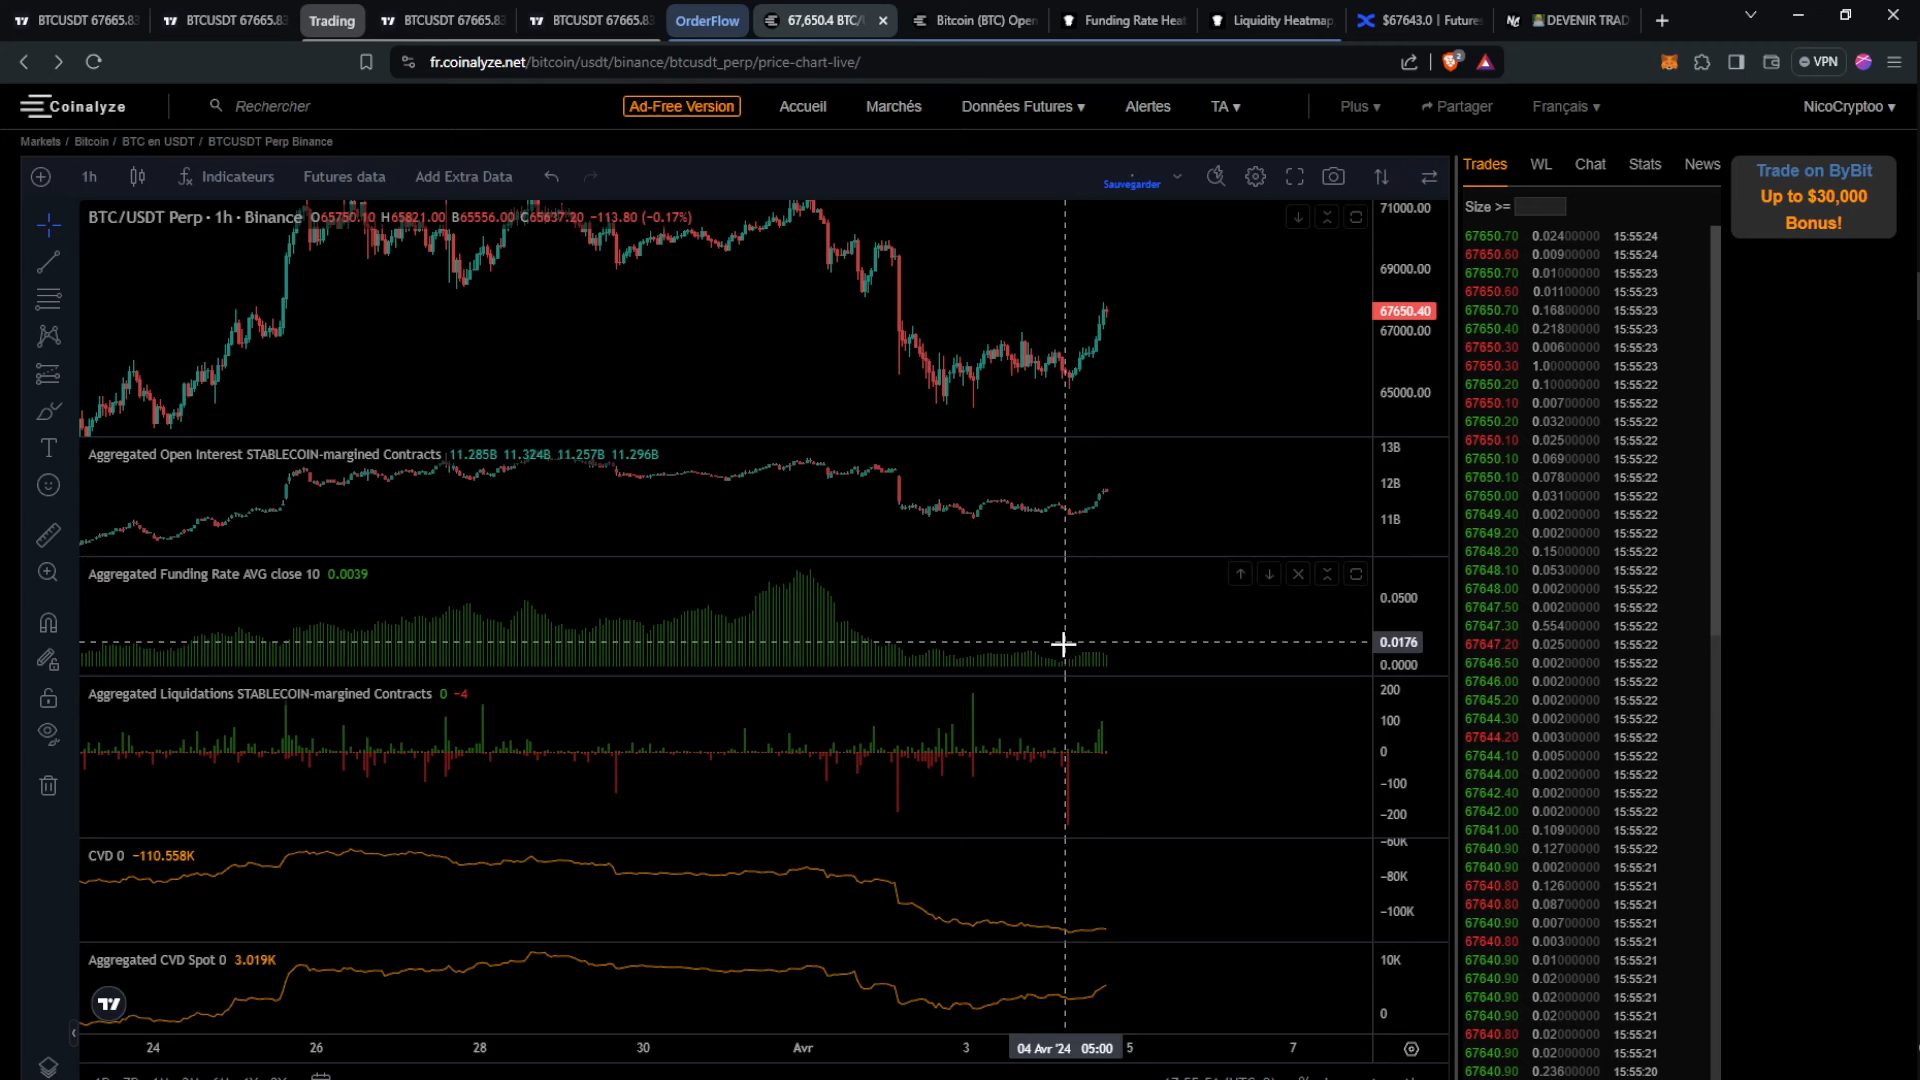 BTCUSDT 67665.83
BTCUSDT 67665.83
Trading
BTCUSDT 67665.83
BTCUSDT 67665.83
OrderFlow
67,650.4 BTC/
Bitcoin (BTC) Open
Funding Rate Heat
Liquidity Heatmap
$67643.0 | Futures
DEVENIR TRAD
fr.coinalyze.net/bitcoin/usdt/binance/btcusdt_perp/price-chart-live/
2
VPN
Coinalyze
Rechercher
Ad-Free Version
Accueil
Marchés
Données Futures
Alertes
TA
Plus
Partager
Français
NicoCryptoo
Markets / Bitcoin / BTC en USDT / BTCUSDT Perp Binance
1h
Indicateurs
Futures data
Add Extra Data
Sauvegarder
Trades WL Chat Stats News
Size >=
Trade on ByBit
Up to $30,000
Bonus!
BTC/USDT Perp · 1h · Binance O65750.10 H65821.00 B65556.00 C65637.20 −113.80 (−0.17%)
71000.00
69000.00
67650.40
67000.00
65000.00
Aggregated Open Interest STABLECOIN-margined Contracts 11.285B 11.324B 11.257B 11.296B
13B
12B
11B
Aggregated Funding Rate AVG close 10 0.0039
0.0500
0.0176
0.0000
Aggregated Liquidations STABLECOIN-margined Contracts 0 −4
200
100
0
−100
−200
CVD 0 −110.558K
−60K
−80K
−100K
Aggregated CVD Spot 0 3.019K
10K
0
24 26 28 30 Avr 3 04 Avr '24 05:00 5 7
67650.70 0.02400000 15:55:24
67650.60 0.00900000 15:55:24
67650.70 0.01000000 15:55:23
67650.60 0.01100000 15:55:23
67650.70 0.16800000 15:55:23
67650.40 0.21800000 15:55:23
67650.30 0.00600000 15:55:23
67650.30 1.00000000 15:55:23
67650.20 0.10000000 15:55:22
67650.10 0.00700000 15:55:22
67650.20 0.03200000 15:55:22
67650.10 0.02500000 15:55:22
67650.10 0.06900000 15:55:22
67650.10 0.07800000 15:55:22
67650.00 0.03100000 15:55:22
67649.40 0.00200000 15:55:22
67649.20 0.00200000 15:55:22
67648.20 0.15000000 15:55:22
67648.10 0.05300000 15:55:22
67648.00 0.00200000 15:55:22
67647.50 0.00200000 15:55:22
67647.30 0.55400000 15:55:22
67647.20 0.02500000 15:55:22
67646.50 0.00200000 15:55:22
67646.00 0.00200000 15:55:22
67645.20 0.00200000 15:55:22
67644.30 0.00200000 15:55:22
67644.20 0.00300000 15:55:22
67644.10 0.00500000 15:55:22
67644.00 0.00200000 15:55:22
67642.40 0.00200000 15:55:22
67642.00 0.00200000 15:55:22
67641.00 0.10900000 15:55:22
67640.90 0.12700000 15:55:22
67640.90 0.00200000 15:55:21
67640.80 0.12600000 15:55:21
67640.80 0.08700000 15:55:21
67640.90 0.00700000 15:55:21
67640.80 0.00300000 15:55:21
67640.90 0.01000000 15:55:21
67640.90 0.02000000 15:55:21
67640.90 0.02000000 15:55:21
67640.90 0.02000000 15:55:21
67640.80 0.02000000 15:55:21
67640.90 0.02000000 15:55:21
67640.90 0.23600000 15:55:20